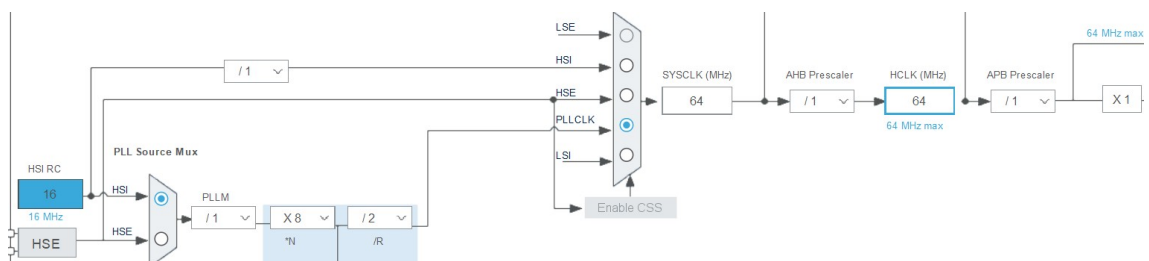 LSE
64 MHz max
HSI
/ 1
SYSCLK (MHz)
AHB Prescaler
HCLK (MHz)
APB Prescaler
HSE
64
/ 1
64
/ 1
X 1
PLLCLK
64 MHz max
PLL Source Mux
LSI
HSI RC
16
HSI
PLLM
16 MHz
/ 1
X 8
/ 2
Enable CSS
HSE
HSE
*N
/R